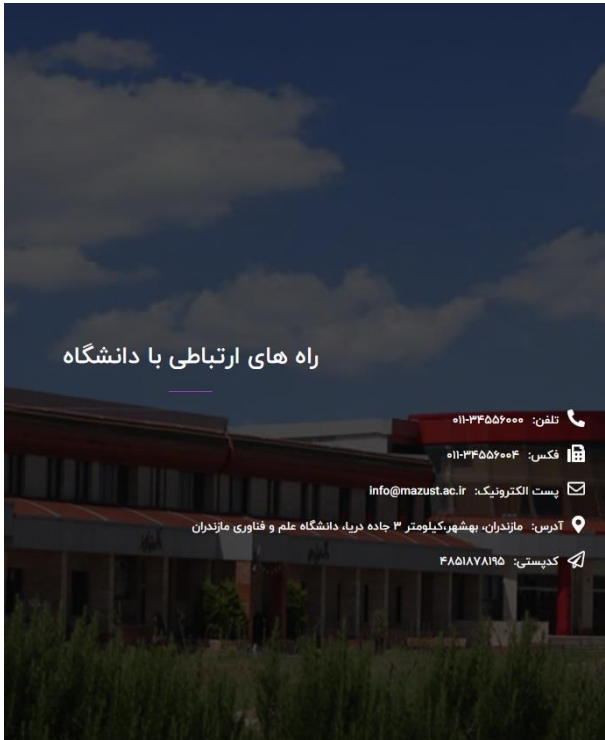 راه های ارتباطی با دانشگاه
تلفن: ۰۱۱-۳۴۵۵۶۰۰۰
فکس: ۰۱۱-۳۴۵۵۶۰۰۴
پست الکترونیک: info@mazust.ac.ir
آدرس: مازندران، بهشهر،کیلومتر ۳ جاده دریا، دانشگاه علم و فناوری مازندران
کدپستی: ۴۸۵۱۸۷۸۱۹۵